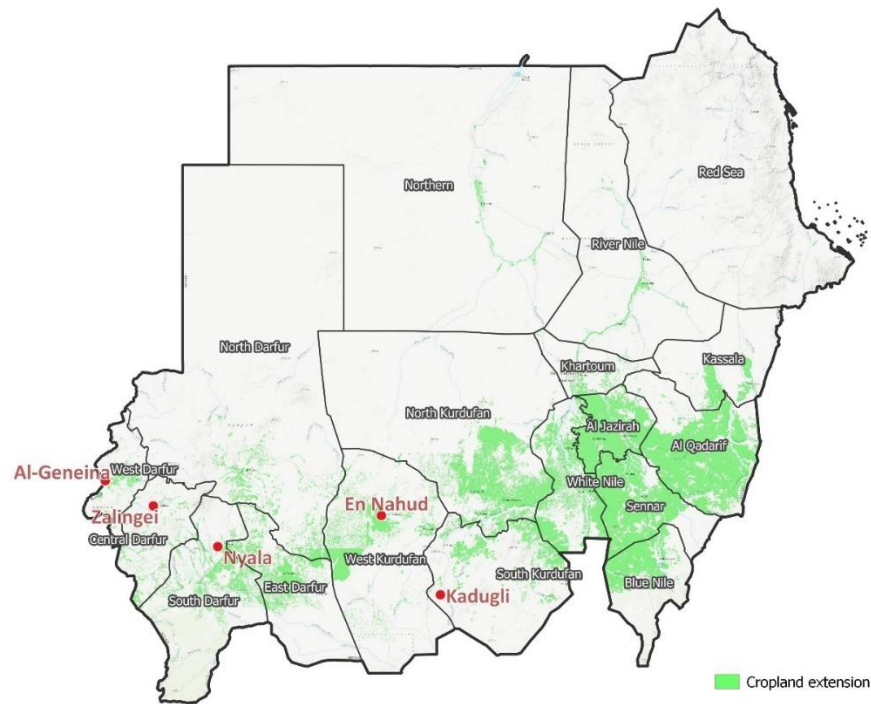 Northern
Red Sea
River Nile
North Darfur
Khartoum
Kassala
North Kurdufan
Al Jazirah
Al Qadarif
Al-Geneina
West Darfur
White Nile
En Nahud
Zalingei
Sennar
Central Darfur
Nyala
West Kurdufan
South Kurdufan
Blue Nile
East Darfur
South Darfur
Kadugli
Cropland extension